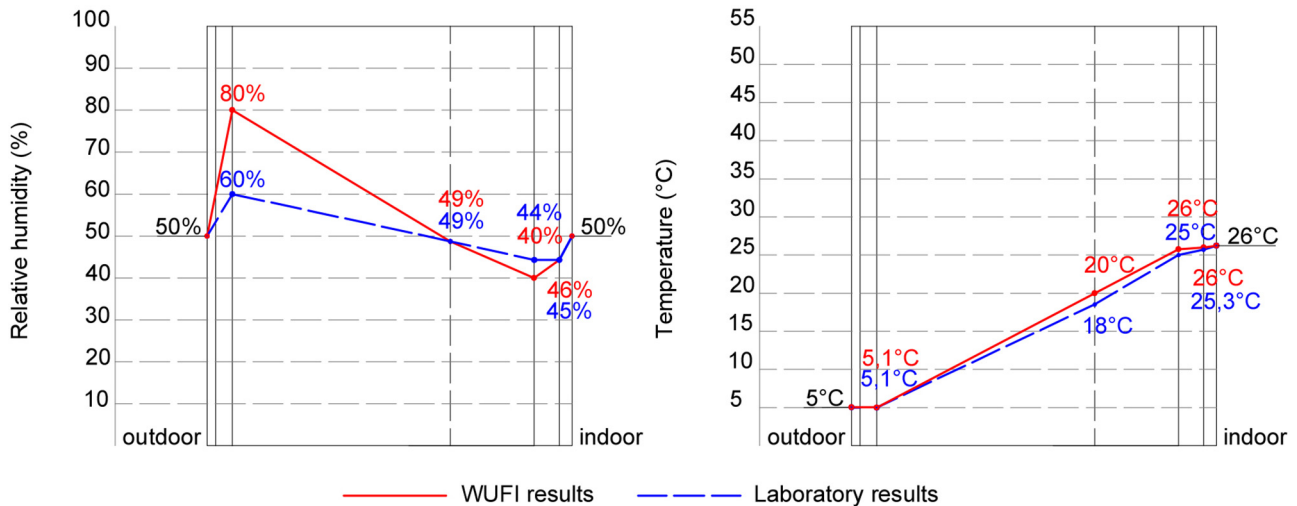 Relative humidity (%)
100
90
80
70
60
50
40
30
20
10
50%
80%
60%
49%
49%
44%
40%
46%
45%
50%
outdoor
indoor
Temperature (°C)
55
50
45
40
35
30
25
20
15
10
5
5°C
5,1°C
5,1°C
20°C
18°C
26°C
25°C
26°C
25,3°C
26°C
outdoor
indoor
WUFI results
Laboratory results